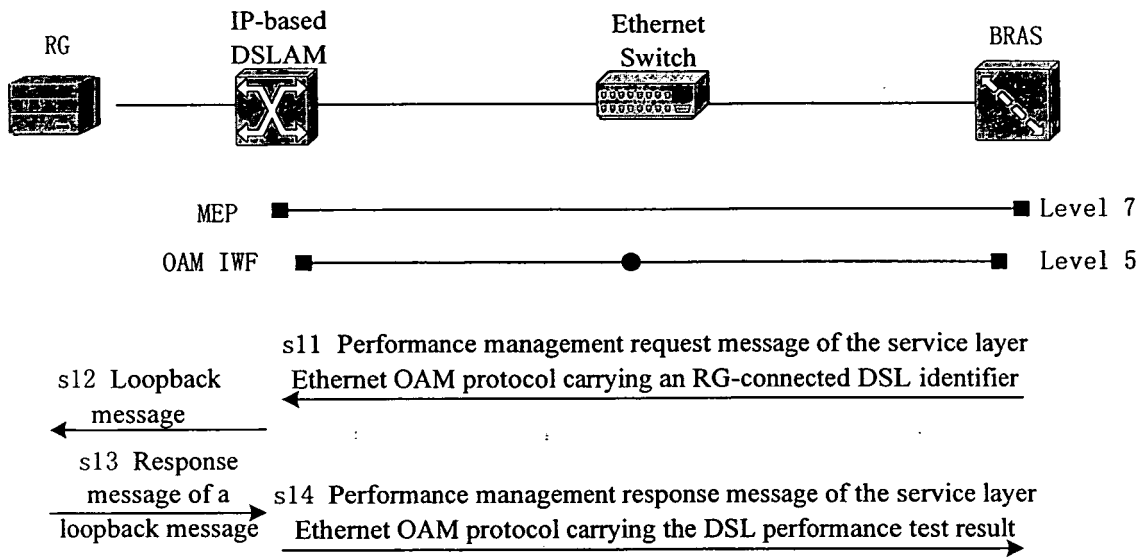 RG
IP-based
DSLAM
Ethernet
Switch
BRAS
MEP
Level 7
OAM IWF
Level 5
s11 Performance management request message of the service layer
Ethernet OAM protocol carrying an RG-connected DSL identifier
s12 Loopback
message
s13 Response
message of a
loopback message
s14 Performance management response message of the service layer
Ethernet OAM protocol carrying the DSL performance test result